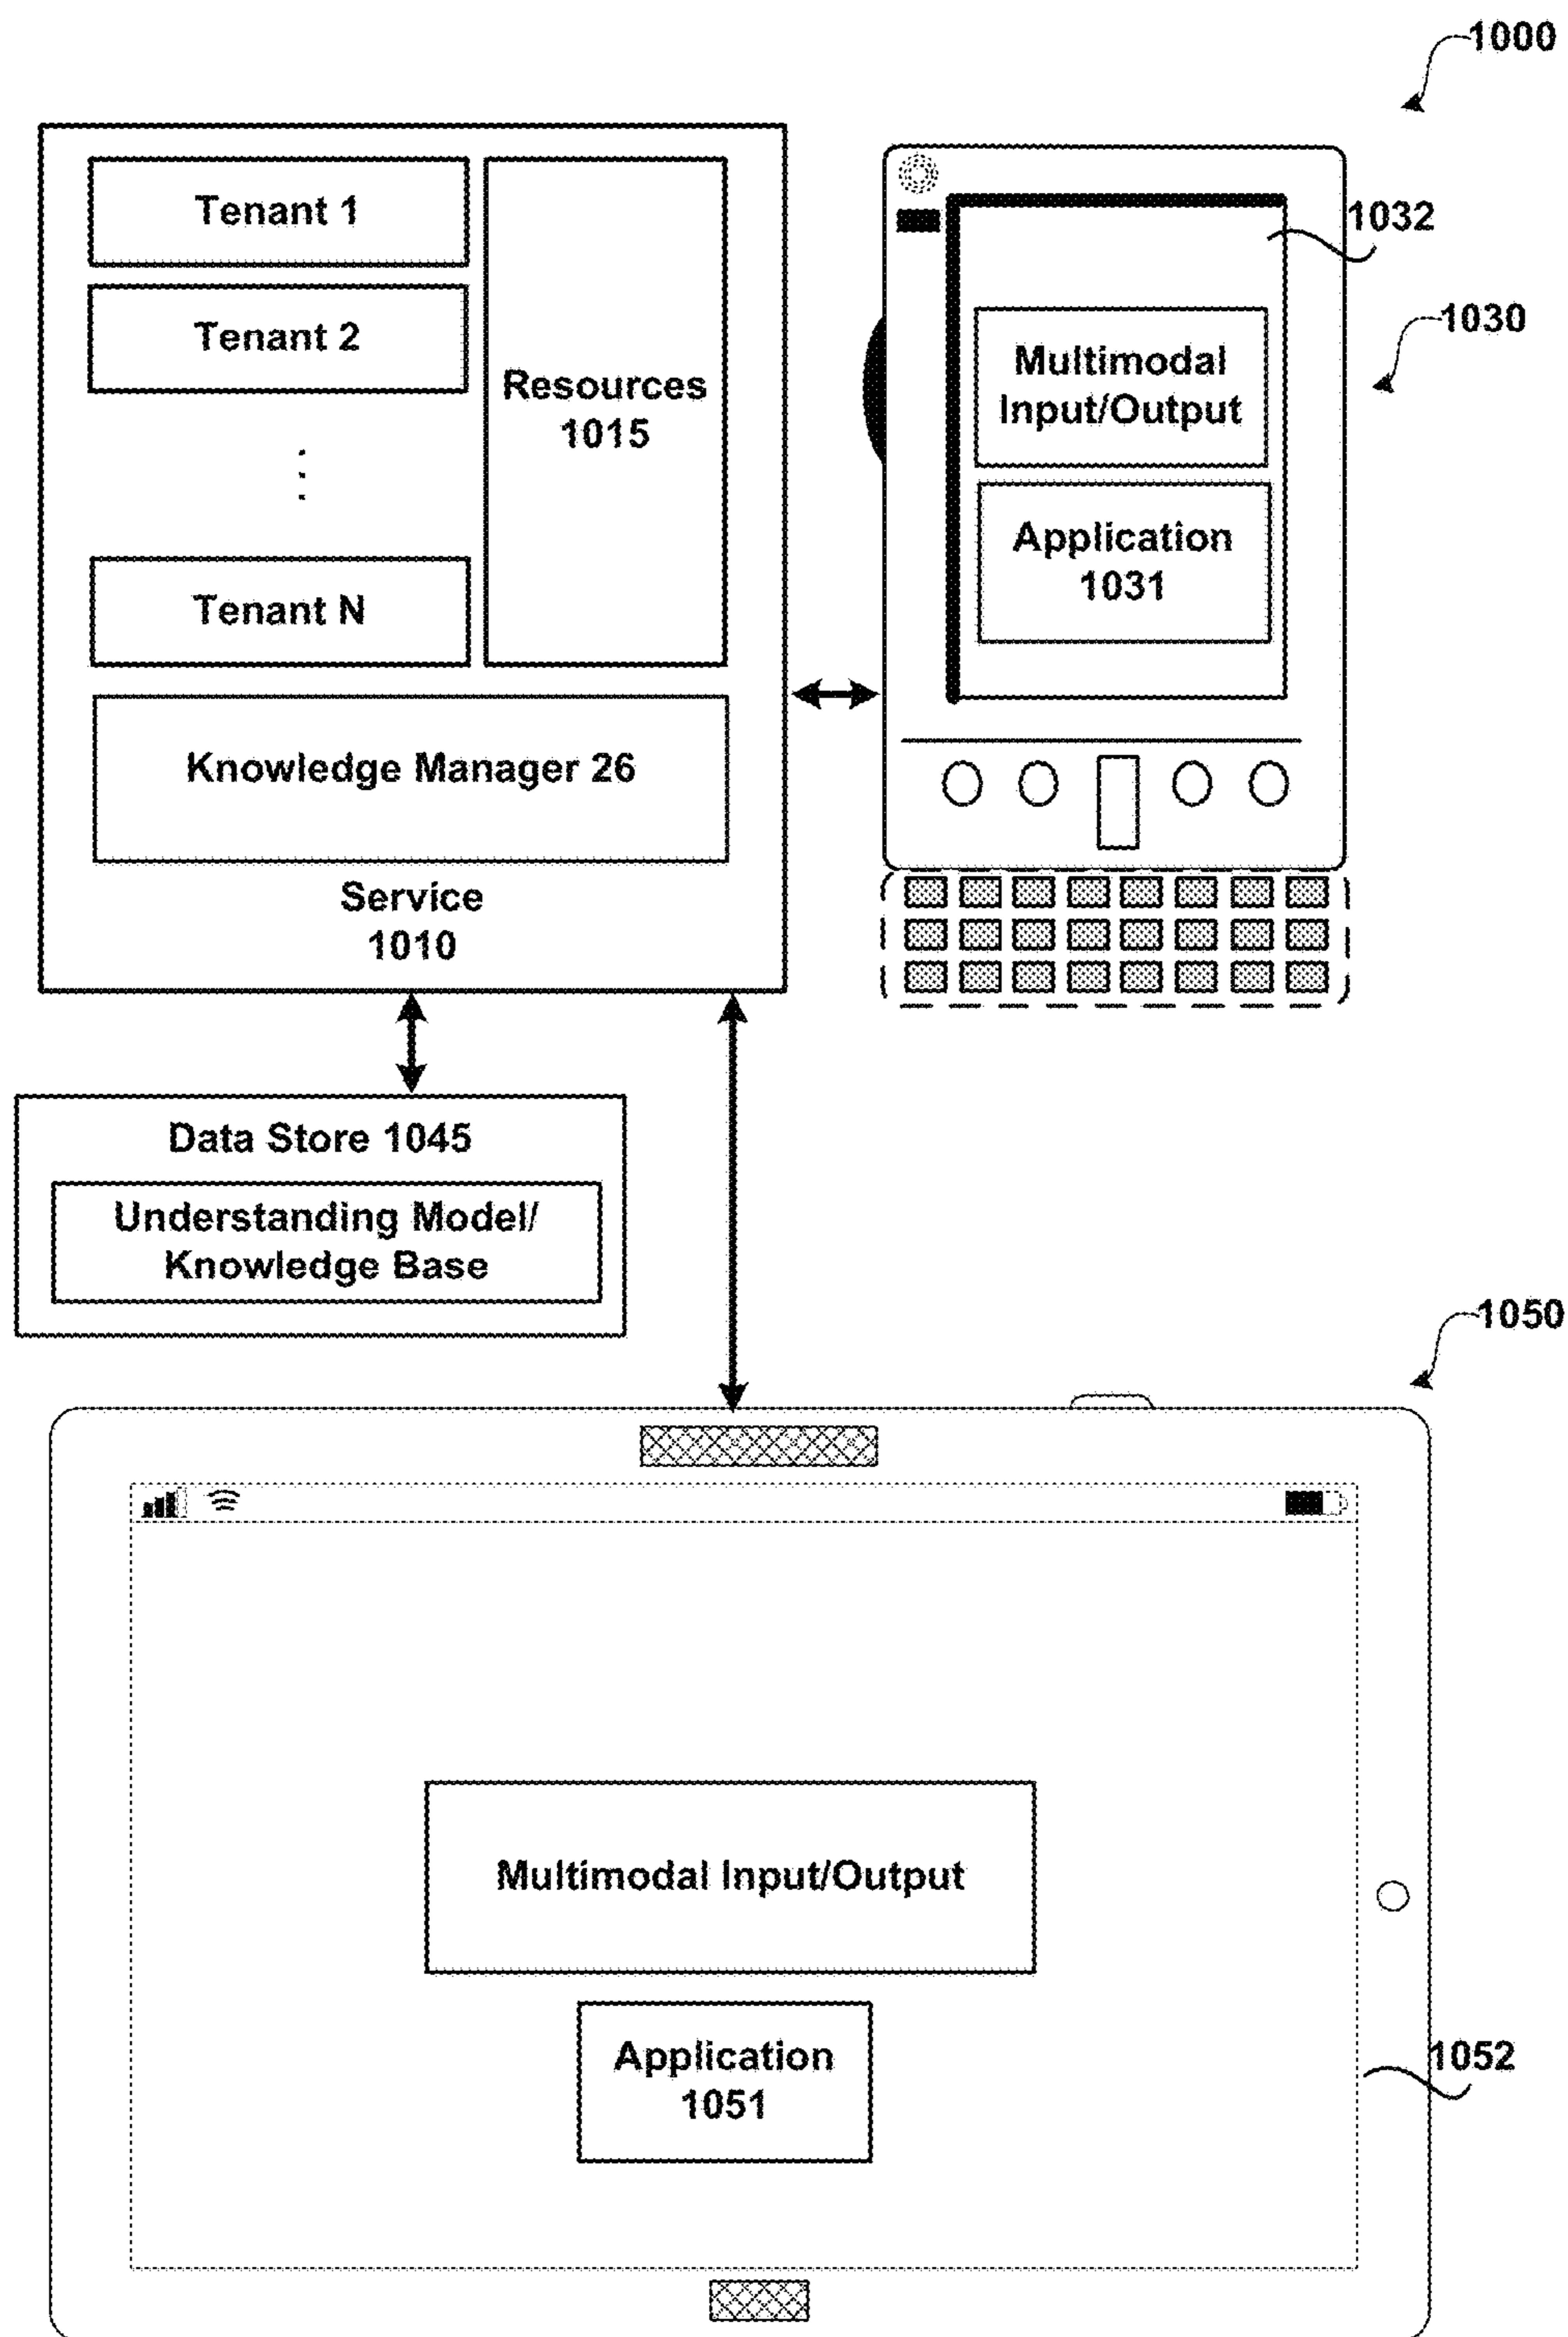 1000
Tenant 1
Tenant 2
Tenant N
Resources
1015
Knowledge Manager 26
Service
1010
1032
1030
Multimodal
Input/Output
Application
1031
Data Store 1045
Understanding Model/
Knowledge Base
1050
Multimodal Input/Output
Application
1051
1052